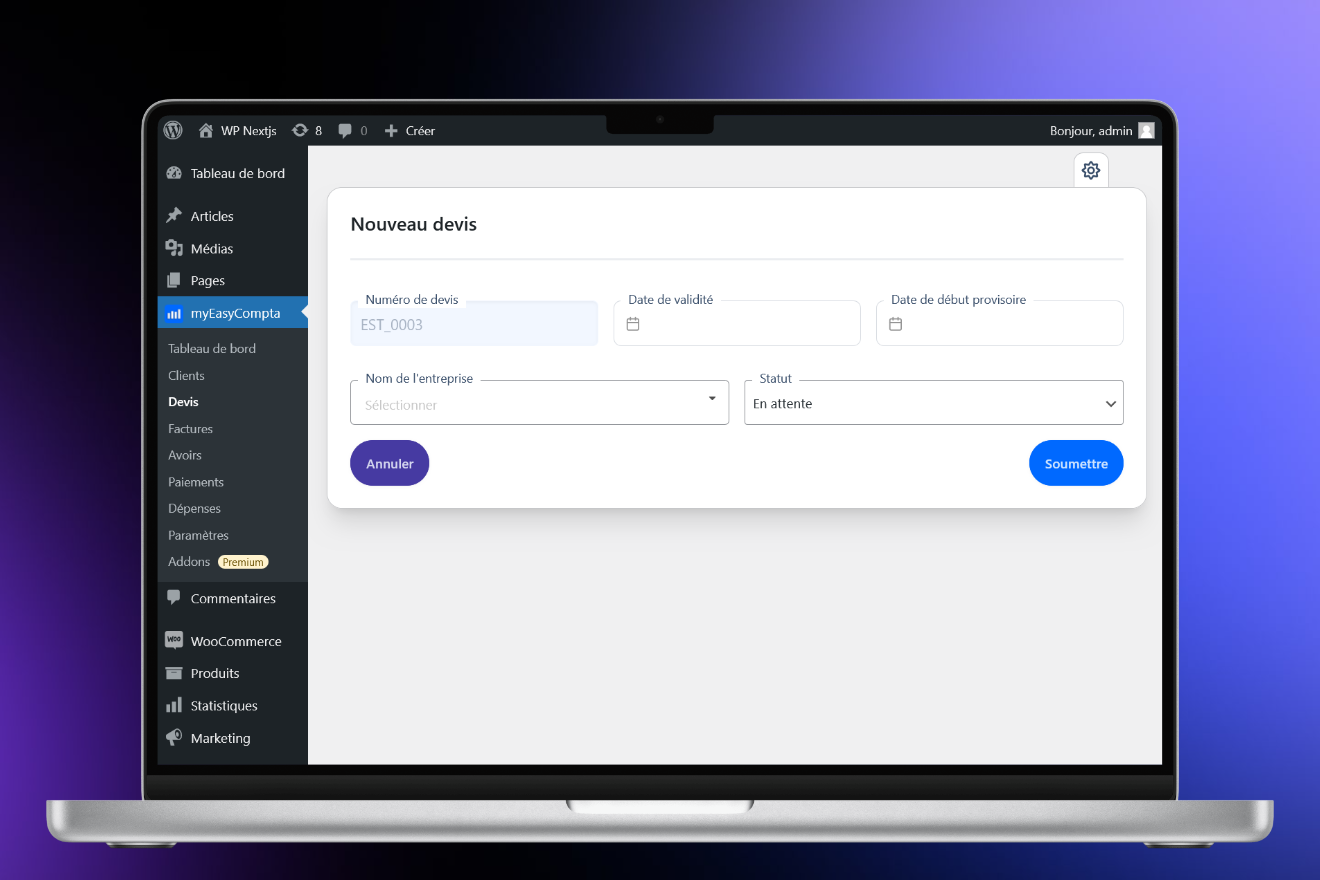 WP Nextjs 8 0 Créer Bonjour, admin
Tableau de bord
Articles
Médias
Pages
myEasyCompta
Tableau de bord
Clients
Devis
Factures
Avoirs
Paiements
Dépenses
Paramètres
Addons Premium
Commentaires
Woo WooCommerce
Produits
Statistiques
Marketing
Nouveau devis
Numéro de devis
EST_0003
Date de validité
Date de début provisoire
Nom de l'entreprise
Sélectionner
Statut
En attente
Annuler
Soumettre